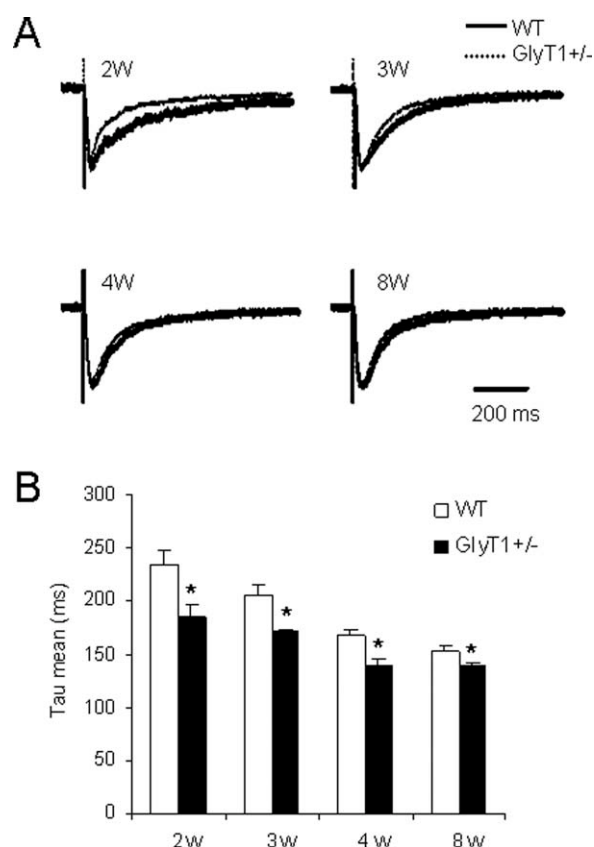 A
WT
GlyT1+/-
2W
3W
4W
8W
200 ms
B
300
250
200
150
100
50
0
Tau mean (ms)
WT
GlyT1+/-
* * * *
2w 3w 4w 8w